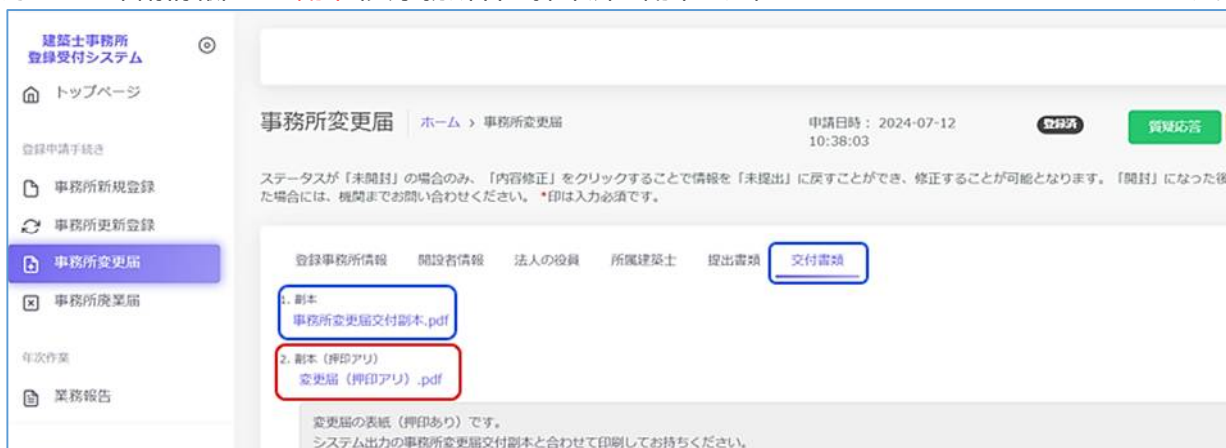 建築士事務所
登録受付システム
トップページ
登録申請手続き
事務所新規登録
事務所更新登録
事務所変更届
事務所廃業届
年次作業
業務報告
事務所変更届 ホーム › 事務所変更届
申請日時： 2024-07-12
10:38:03
登録済
質疑応答
ステータスが「未開封」の場合のみ、「内容修正」をクリックすることで情報を「未提出」に戻すことができ、修正することが可能となります。「開封」になった後
た場合には、機関までお問い合わせください。 *印は入力必須です。
登録事務所情報 開設者情報 法人の役員 所属建築士 提出書類 交付書類
1. 副本
事務所変更届交付副本.pdf
2. 副本（押印アリ）
変更届（押印アリ）.pdf
変更届の表紙（押印あり）です。
システム出力の事務所変更届交付副本と合わせて印刷してお持ちください。